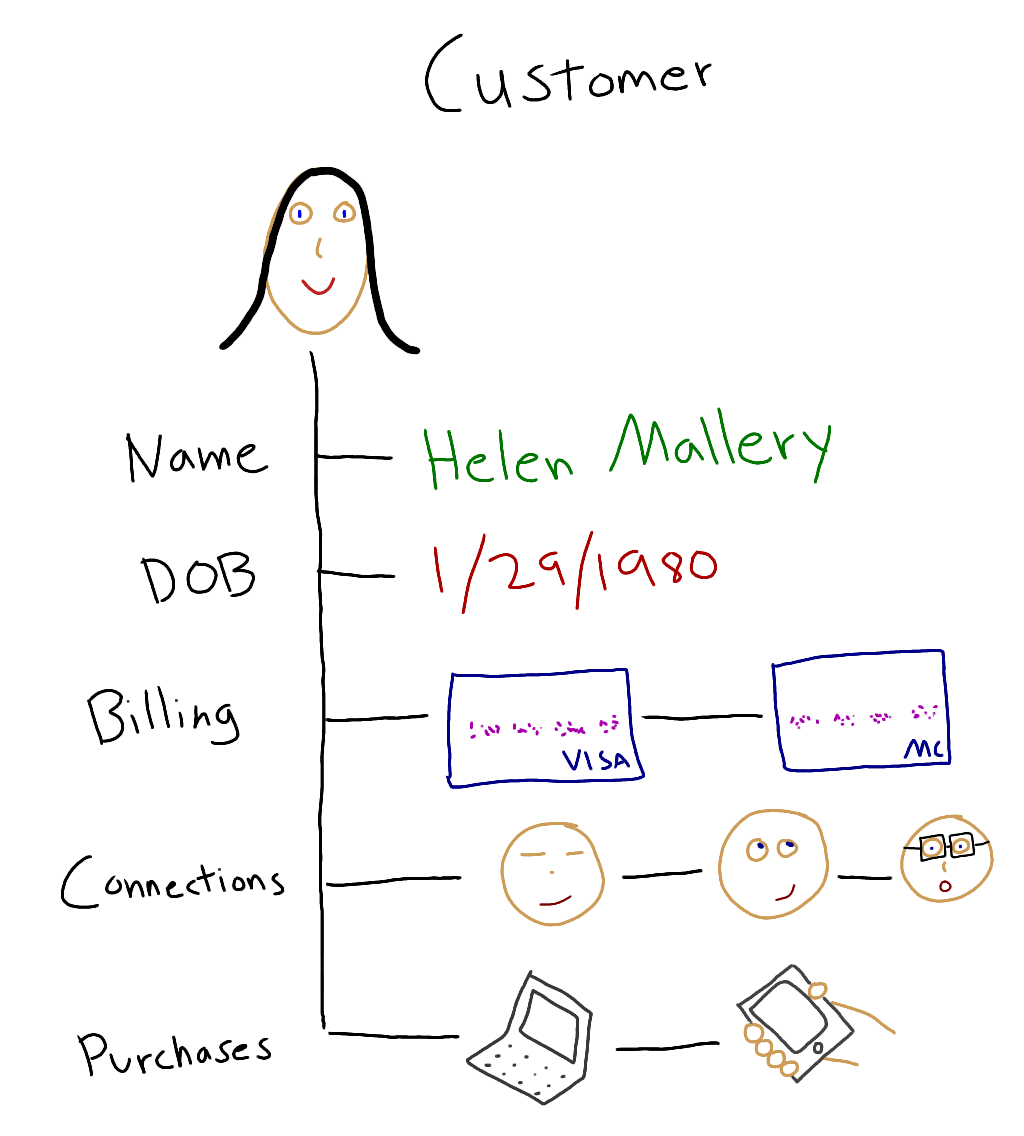 Customer
Name Helen Mallery
DOB 1/29/1980
Billing
VISA MC
Connections
Purchases